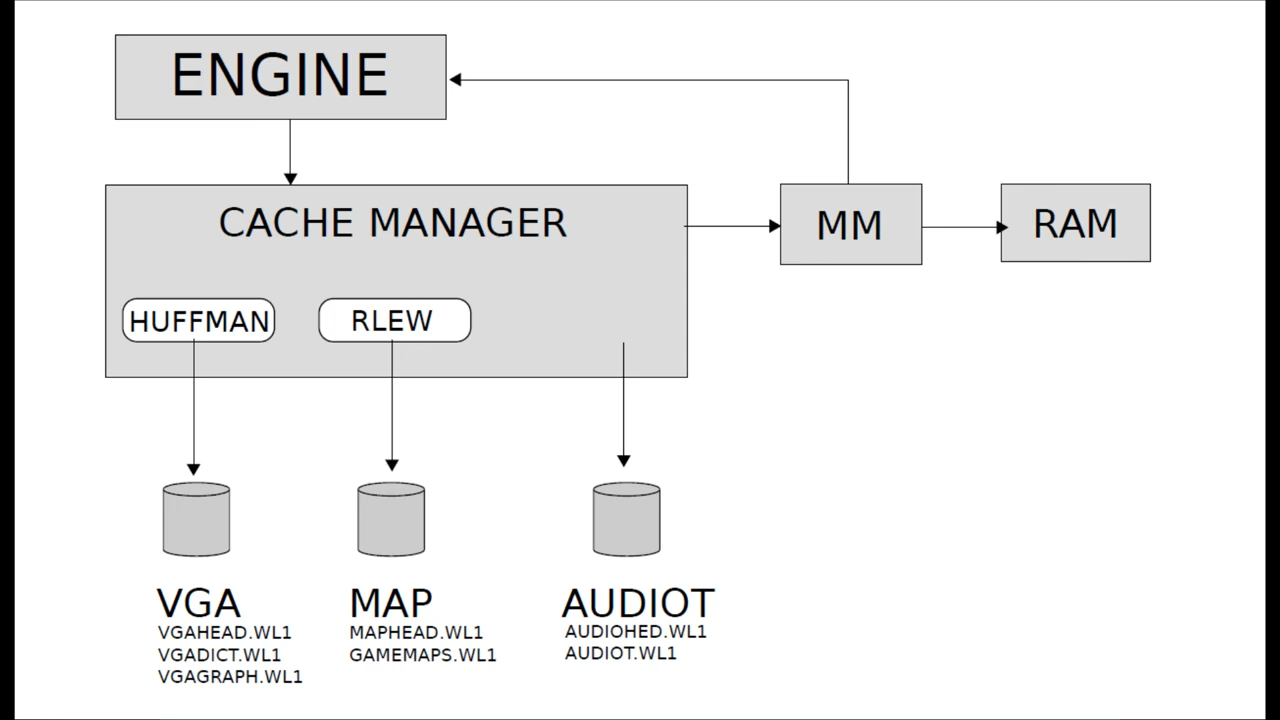 ENGINE
CACHE MANAGER
MM
RAM
HUFFMAN
RLEW
VGA
VGAHEAD.WL1
VGADICT.WL1
VGAGRAPH.WL1
MAP
MAPHEAD.WL1
GAMEMAPS.WL1
AUDIOT
AUDIOHED.WL1
AUDIOT.WL1